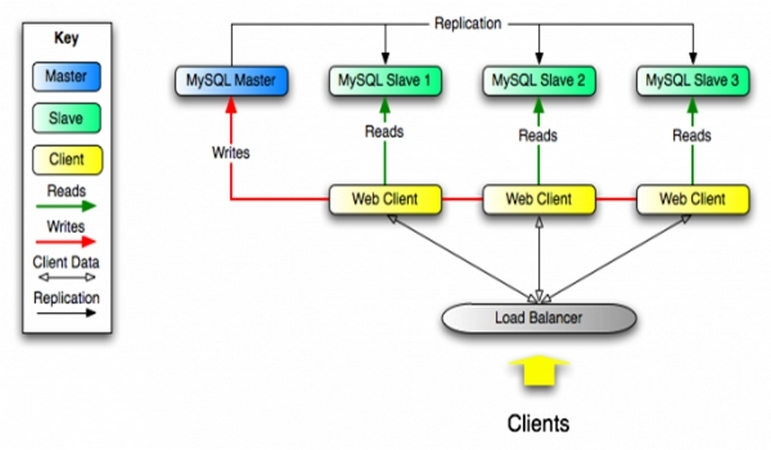 Key
Master
Slave
Client
Reads
Writes
Client Data
Replication
Replication
MySQL Master
MySQL Slave 1
MySQL Slave 2
MySQL Slave 3
Writes
Reads
Reads
Reads
Web Client
Web Client
Web Client
Load Balancer
Clients